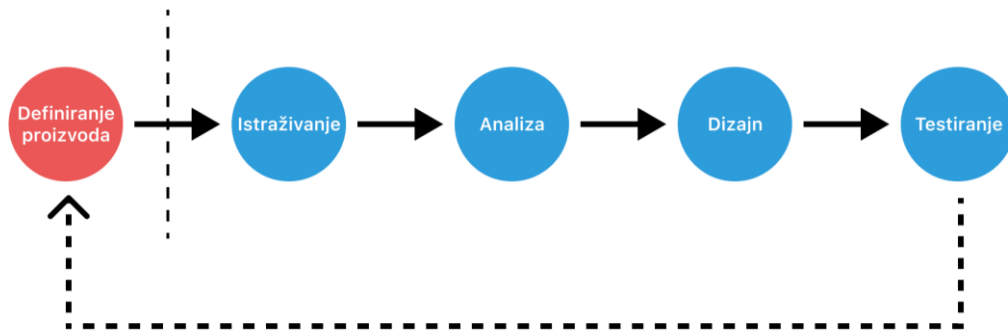 Definiranje
proizvoda
Istraživanje
Analiza
Dizajn
Testiranje